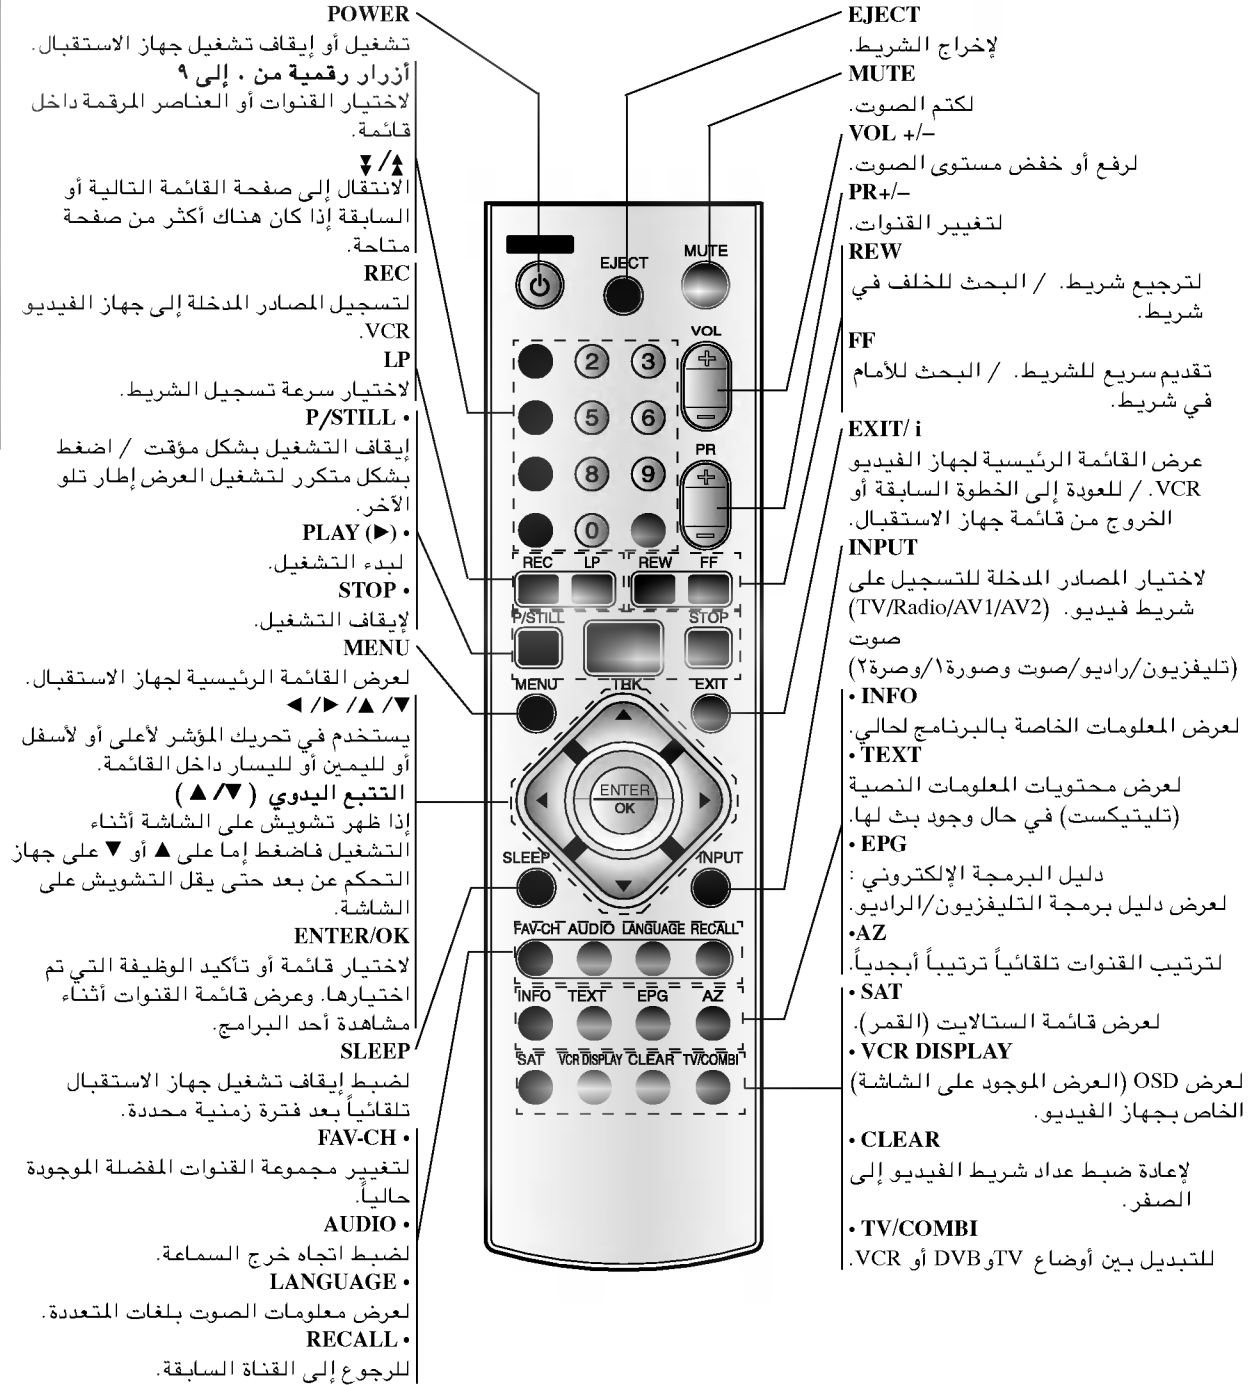 POWER
تشغيل أو إيقاف تشغيل جهاز الاستقبال.
أزرار رقمية من ٠ إلى ٩
لاختيار القنوات أو العناصر المرقمة داخل
قائمة.
⯭/⯯
الانتقال إلى صفحة القائمة التالية أو
السابقة إذا كان هناك أكثر من صفحة
متاحة.
REC
لتسجيل المصادر المدخلة إلى جهاز الفيديو
VCR.
LP
لاختيار سرعة تسجيل الشريط.
P/STILL •
إيقاف التشغيل بشكل مؤقت / اضغط
بشكل متكرر لتشغيل العرض إطار تلو
الآخر.
PLAY (▶) •
لبدء التشغيل.
STOP •
لإيقاف التشغيل.
MENU
لعرض القائمة الرئيسية لجهاز الاستقبال.
◀ /▶ /▲ /▼
يستخدم في تحريك المؤشر لأعلى أو لأسفل
أو لليمين أو لليسار داخل القائمة.
التتبع اليدوي (▼/▲)
إذا ظهر تشويش على الشاشة أثناء
التشغيل فاضغط إما على ▲ أو ▼ على جهاز
التحكم عن بعد حتى يقل التشويش على
الشاشة.
ENTER/OK
لاختيار قائمة أو تأكيد الوظيفة التي تم
اختيارها. وعرض قائمة القنوات أثناء
مشاهدة أحد البرامج.
SLEEP
لضبط إيقاف تشغيل جهاز الاستقبال
تلقائياً بعد فترة زمنية محددة.
FAV-CH •
لتغيير مجموعة القنوات المفضلة الموجودة
حالياً.
AUDIO •
لضبط اتجاه خرج السماعة.
LANGUAGE •
لعرض معلومات الصوت بلغات المتعددة.
RECALL •
للرجوع إلى القناة السابقة.
EJECT
MUTE
VOL
2
3
5
6
8
9
0
PR
REC
LP
REW
FF
P/STILL
STOP
MENU
EXIT
ENTER
OK
SLEEP
INPUT
FAV-CH AUDIO LANGUAGE RECALL
INFO TEXT EPG AZ
SAT VCR DISPLAY CLEAR TV/COMBI
EJECT
لإخراج الشريط.
MUTE
لكتم الصوت.
VOL +/–
لرفع أو خفض مستوى الصوت.
PR+/–
لتغيير القنوات.
REW
لترجيع شريط. / البحث للخلف في
شريط.
FF
تقديم سريع للشريط. / البحث للأمام
في شريط.
EXIT/ i
عرض القائمة الرئيسية لجهاز الفيديو
VCR. / للعودة إلى الخطوة السابقة أو
الخروج من قائمة جهاز الاستقبال.
INPUT
لاختيار المصادر المدخلة للتسجيل على
شريط فيديو. (TV/Radio/AV1/AV2)
صوت
(تليفزيون/راديو/صوت وصورة١/وصرة٢)
• INFO
لعرض المعلومات الخاصة بالبرنامج لحالي.
• TEXT
لعرض محتويات المعلومات النصية
(تليتيكست) في حال وجود بث لها.
• EPG
دليل البرمجة الإلكتروني :
لعرض دليل برمجة التليفزيون/الراديو.
•AZ
لترتيب القنوات تلقائياً ترتيباً أبجدياً.
• SAT
لعرض قائمة الستالايت (القمر).
• VCR DISPLAY
لعرض OSD (العرض الموجود على الشاشة)
الخاص بجهاز الفيديو.
• CLEAR
لإعادة ضبط عداد شريط الفيديو إلى
الصفر.
• TV/COMBI
للتبديل بين أوضاع TV وDVB أو VCR.